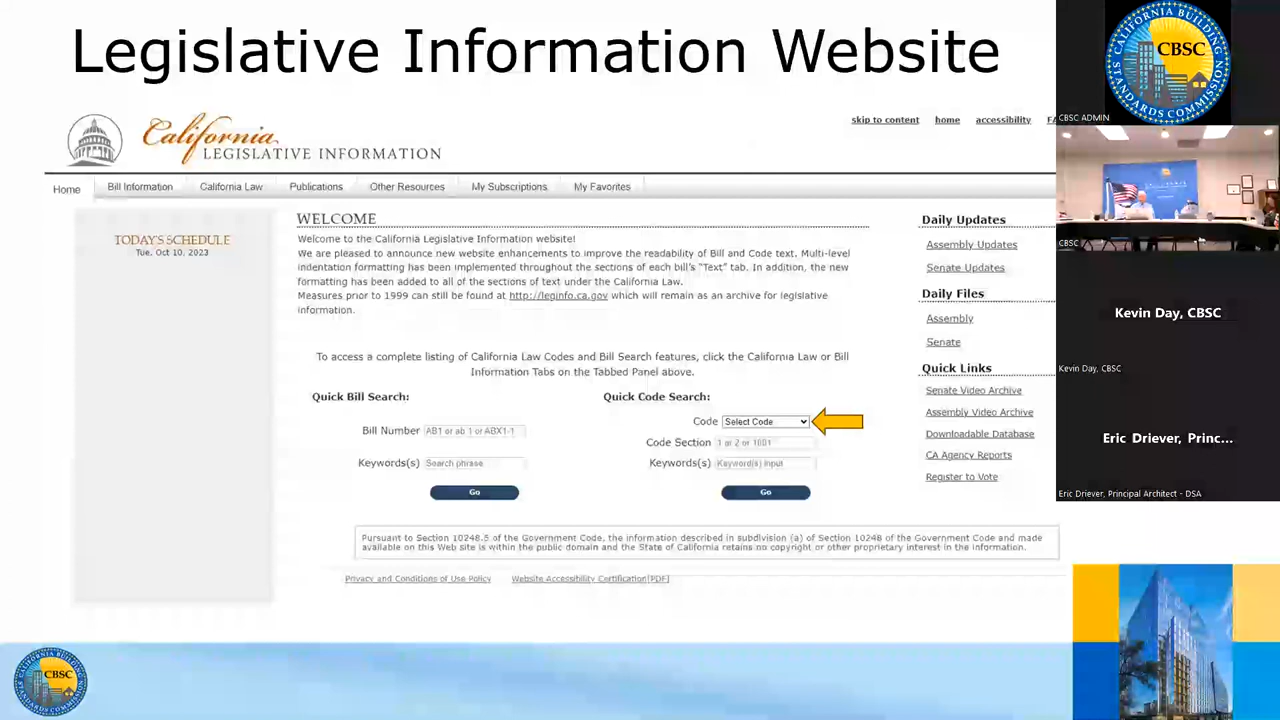 Legislative Information Website
California
LEGISLATIVE INFORMATION
skip to content home accessibility
Home Bill Information California Law Publications Other Resources My Subscriptions My Favorites
TODAY'S SCHEDULE
Tue, Oct 10, 2023
WELCOME
Welcome to the California Legislative Information website!
We are pleased to announce new website enhancements to improve the readability of Bill and Code text. Multi-level
indentation formatting has been implemented throughout the sections of each bill's "Text" tab. In addition, the new
formatting has been added to all of the sections of text under the California Law.
Measures prior to 1999 can still be found at http://leginfo.ca.gov which will remain as an archive for legislative
information.
To access a complete listing of California Law Codes and Bill Search features, click the California Law or Bill
Information Tabs on the Tabbed Panel above.
Quick Bill Search:
Bill Number AB1 or ab 1 or ABX1-1
Keywords(s) Search phrase
Go
Quick Code Search:
Code Select Code
Code Section 1 or 2 or 1001
Keywords(s) Keyword(s) Input
Go
Daily Updates
Assembly Updates
Senate Updates
Daily Files
Assembly
Senate
Quick Links
Senate Video Archive
Assembly Video Archive
Downloadable Database
CA Agency Reports
Register to Vote
Pursuant to Section 10248.5 of the Government Code, the information described in subdivision (a) of Section 10248 of the Government Code and made
available on this Web site is within the public domain and the State of California retains no copyright or other proprietary interest in the information.
Privacy and Conditions of Use Policy Website Accessibility Certification[PDF]
CALIFORNIA BUILDING
CBSC
STANDARDS COMMISSION
CBSC ADMIN
CBSC
Kevin Day, CBSC
Kevin Day, CBSC
Eric Driever, Princ...
Eric Driever, Principal Architect - DSA
CALIFORNIA BUILDING
CBSC
STANDARDS COMMISSION